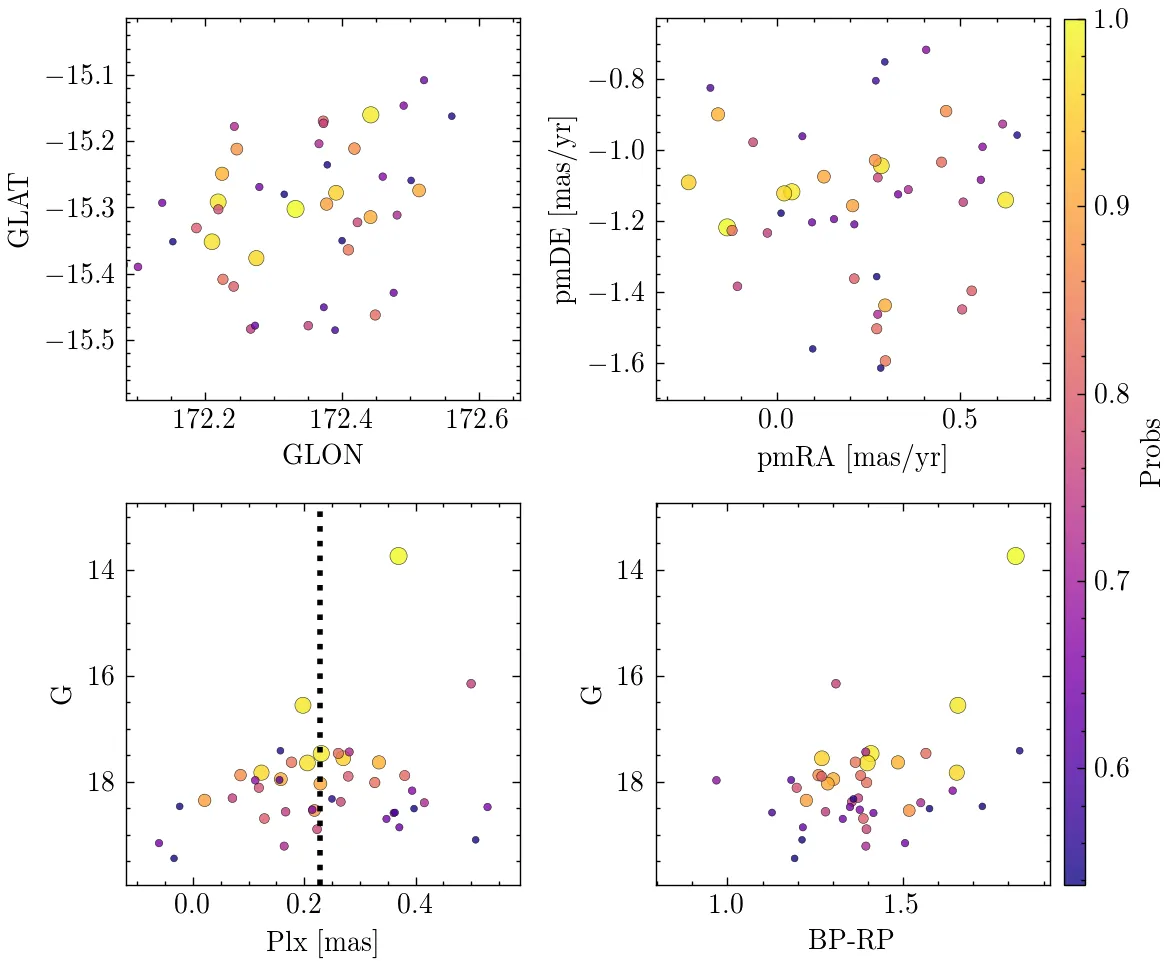 −15.1
−15.2
−15.3
−15.4
−15.5
GLAT
172.2 172.4 172.6
GLON
−0.8
−1.0
−1.2
−1.4
−1.6
pmDE [mas/yr]
0.0 0.5
pmRA [mas/yr]
14
16
18
G
0.0 0.2 0.4
Plx [mas]
14
16
18
G
1.0 1.5
BP-RP
1.0
0.9
0.8
0.7
0.6
Probs